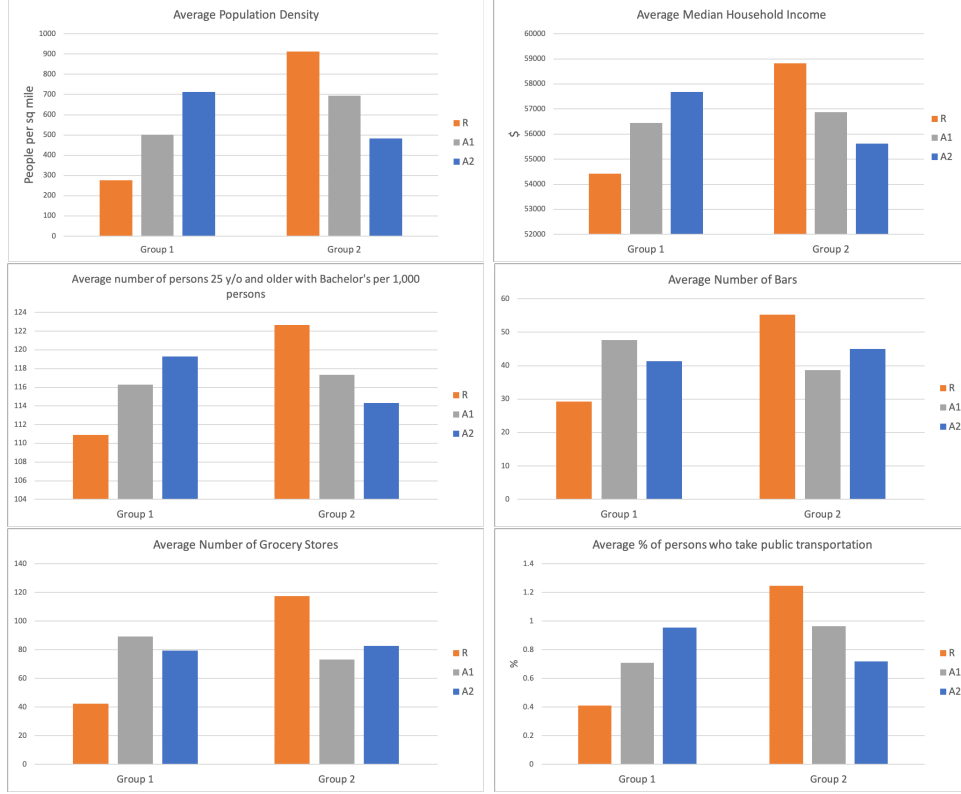 Average Population Density
People per sq mile
1000
900
800
700
600
500
400
300
200
100
0
Group 1
Group 2
R
A1
A2
Average Median Household Income
$
60000
59000
58000
57000
56000
55000
54000
53000
52000
Group 1
Group 2
R
A1
A2
Average number of persons 25 y/o and older with Bachelor's per 1,000
persons
124
122
120
118
116
114
112
110
108
106
104
Group 1
Group 2
R
A1
A2
Average Number of Bars
60
50
40
30
20
10
0
Group 1
Group 2
R
A1
A2
Average Number of Grocery Stores
140
120
100
80
60
40
20
0
Group 1
Group 2
R
A1
A2
Average % of persons who take public transportation
%
1.4
1.2
1
0.8
0.6
0.4
0.2
0
Group 1
Group 2
R
A1
A2